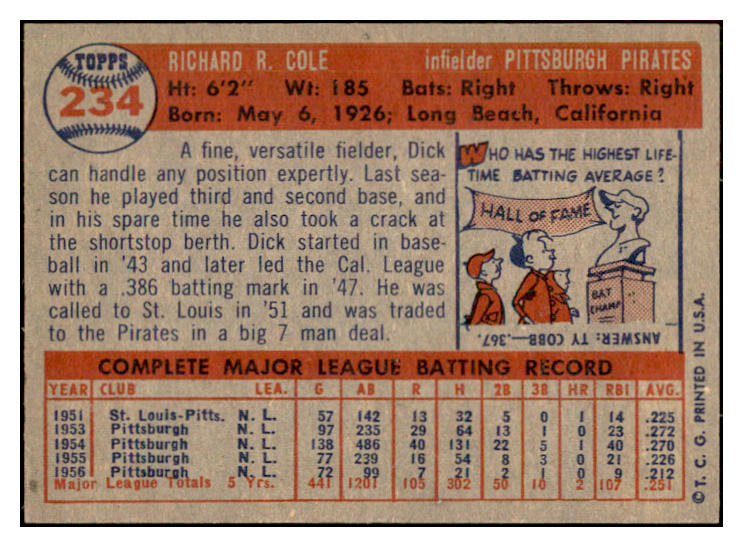 TOPPS
234
RICHARD R. COLE infielder PITTSBURGH PIRATES
Ht: 6'2" Wt: 185 Bats: Right Throws: Right
Born: May 6, 1926; Long Beach, California
A fine, versatile fielder, Dick
can handle any position expertly. Last sea-
son he played third and second base, and
in his spare time he also took a crack at
the shortstop berth. Dick started in base-
ball in '43 and later led the Cal. League
with a .386 batting mark in '47. He was
called to St. Louis in '51 and was traded
to the Pirates in a big 7 man deal.
WHO HAS THE HIGHEST LIFE-
TIME BATTING AVERAGE?
HALL OF FAME
BAT
CHAMP
ANSWER: TY COBB—.367.
COMPLETE MAJOR LEAGUE BATTING RECORD
YEAR CLUB LEA. G AB R H 2B 3B HR RBI AVG.
1951 St. Louis-Pitts. N. L. 57 142 13 32 5 0 1 14 .225
1953 Pittsburgh N. L. 97 235 29 64 13 1 0 23 .272
1954 Pittsburgh N. L. 138 486 40 131 22 5 1 40 .270
1955 Pittsburgh N. L. 77 239 16 54 8 3 0 21 .226
1956 Pittsburgh N. L. 72 99 7 21 2 1 0 9 .212
Major League Totals 5 Yrs. 441 1201 105 302 50 10 2 107 .251
© T. C. G. PRINTED IN U.S.A.